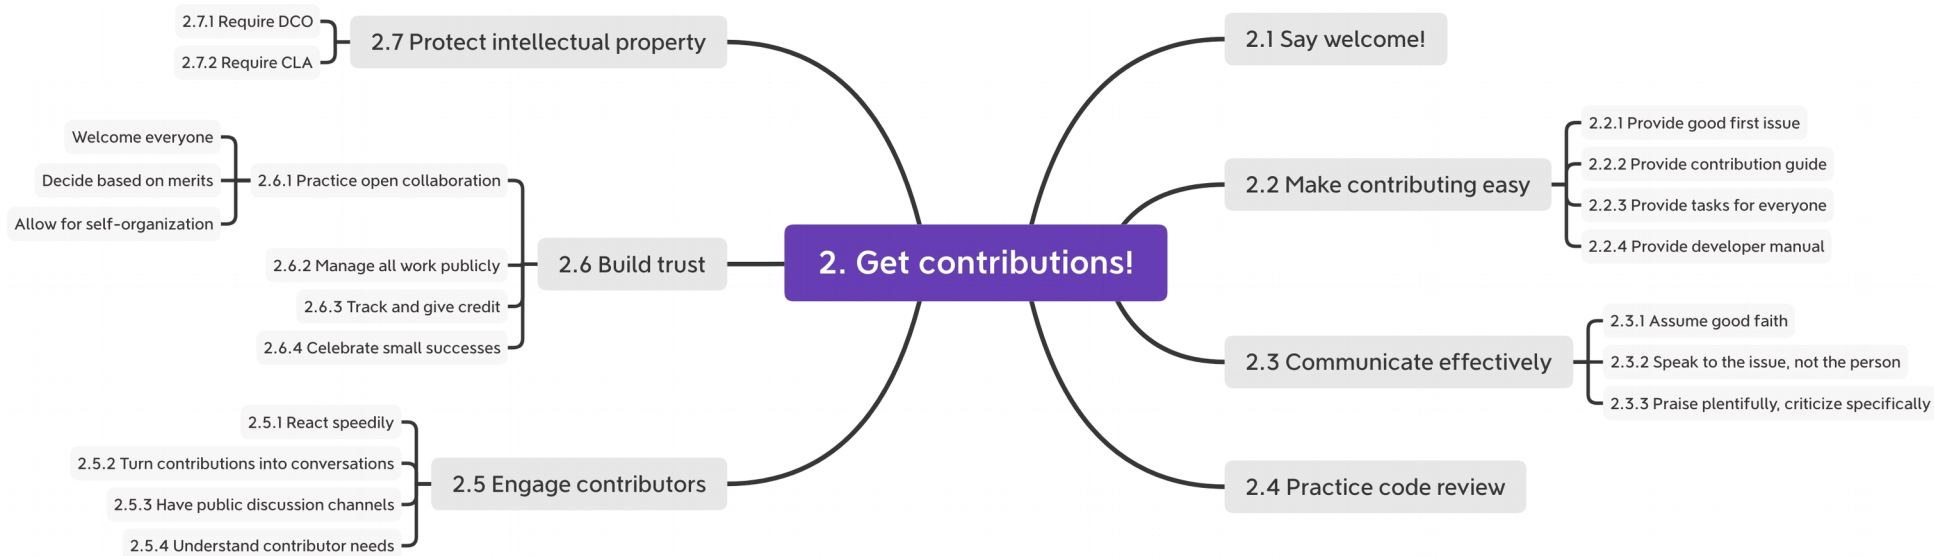 2. Get contributions!
2.1 Say welcome!
2.2 Make contributing easy
2.2.1 Provide good first issue
2.2.2 Provide contribution guide
2.2.3 Provide tasks for everyone
2.2.4 Provide developer manual
2.3 Communicate effectively
2.3.1 Assume good faith
2.3.2 Speak to the issue, not the person
2.3.3 Praise plentifully, criticize specifically
2.4 Practice code review
2.5 Engage contributors
2.5.1 React speedily
2.5.2 Turn contributions into conversations
2.5.3 Have public discussion channels
2.5.4 Understand contributor needs
2.6 Build trust
2.6.1 Practice open collaboration
Welcome everyone
Decide based on merits
Allow for self-organization
2.6.2 Manage all work publicly
2.6.3 Track and give credit
2.6.4 Celebrate small successes
2.7 Protect intellectual property
2.7.1 Require DCO
2.7.2 Require CLA